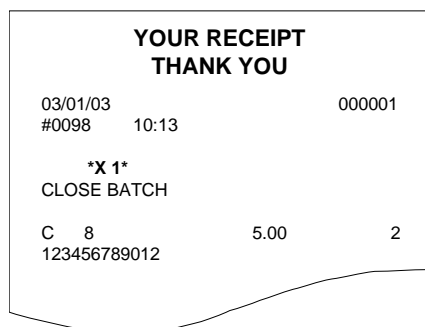 YOUR RECEIPT
THANK YOU
03/01/03 000001
#0098 10:13
*X 1*
CLOSE BATCH
C 8 5.00 2
123456789012